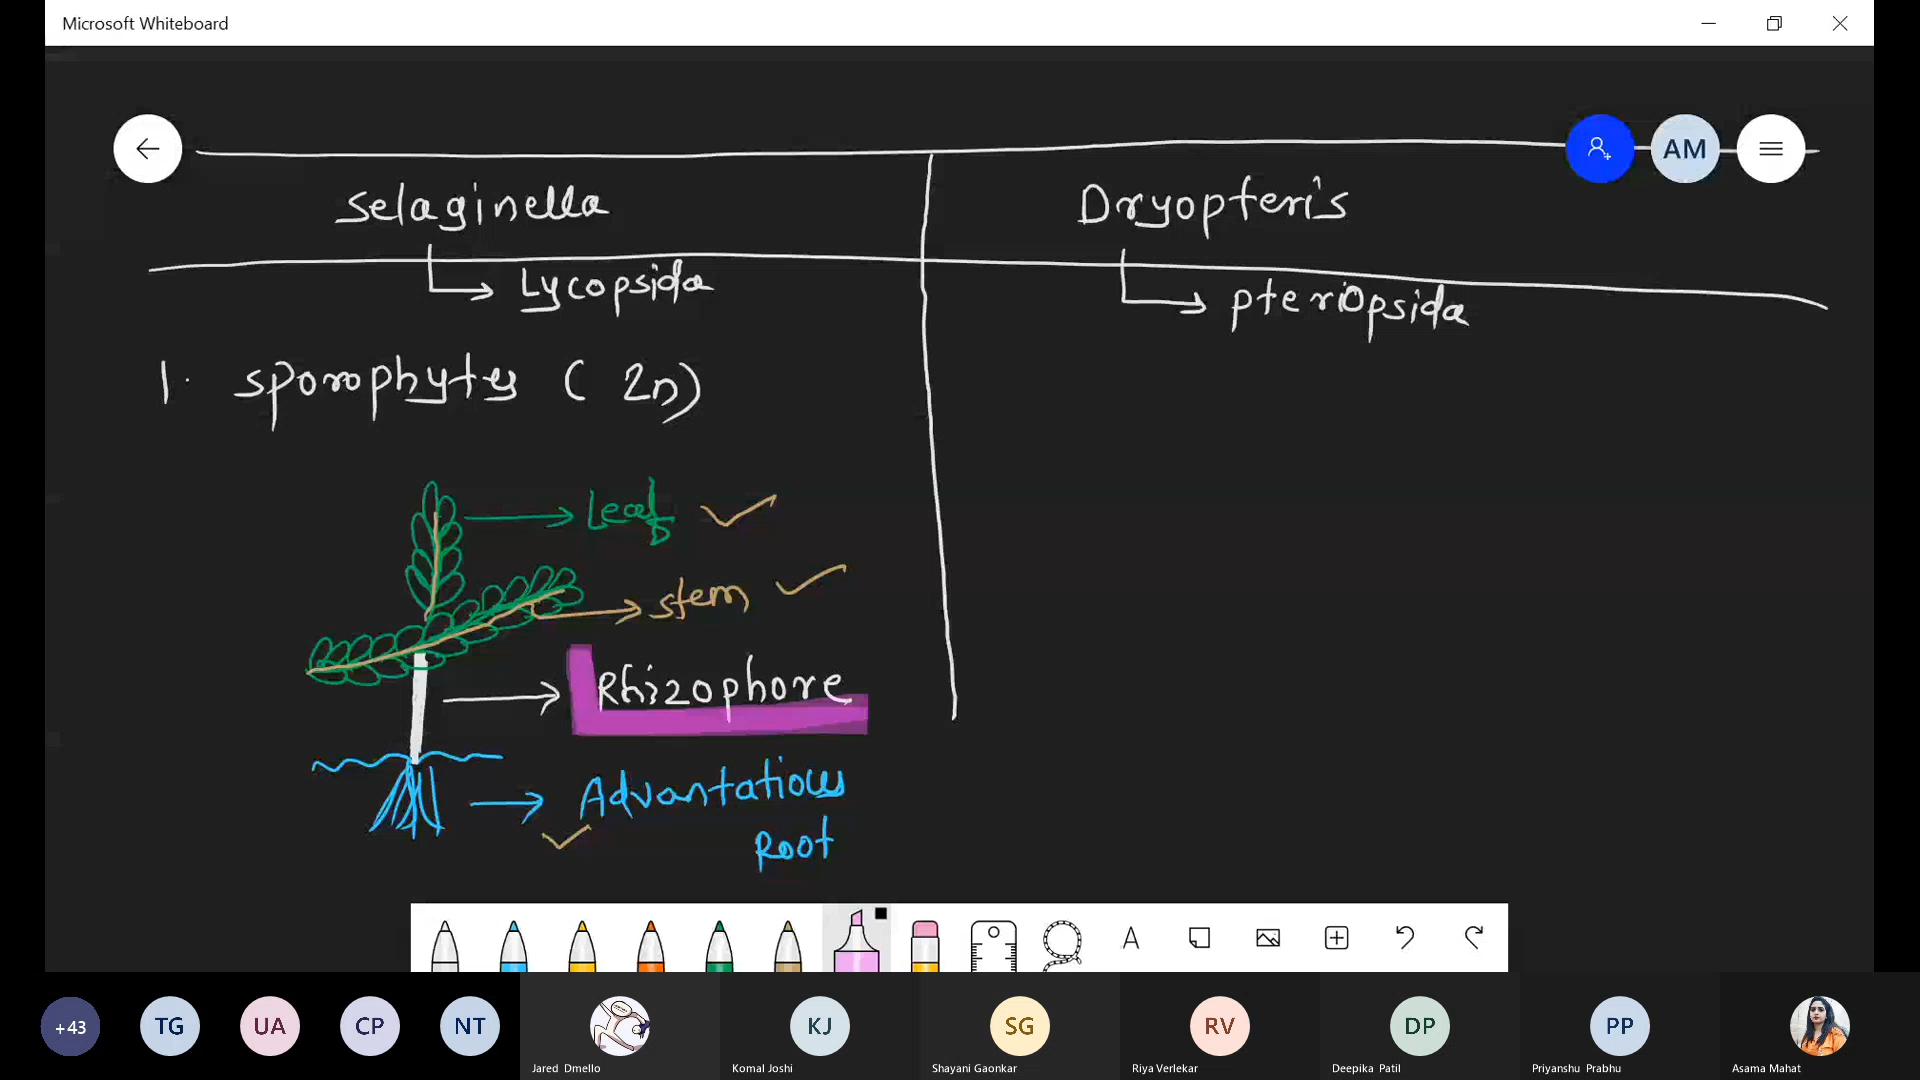 Microsoft Whiteboard
AM
Selaginella
Dryopteris
Lycopsida
pteriOpsida
1. sporophytes (2n)
Leaf
stem
Rhizophore
Advantatious
Root
A
+43
TG
UA
CP
NT
KJ
SG
RV
DP
PP
Jared Dmello
Komal Joshi
Shayani Gaonkar
Riya Verlekar
Deepika Patil
Priyanshu Prabhu
Asama Mahat